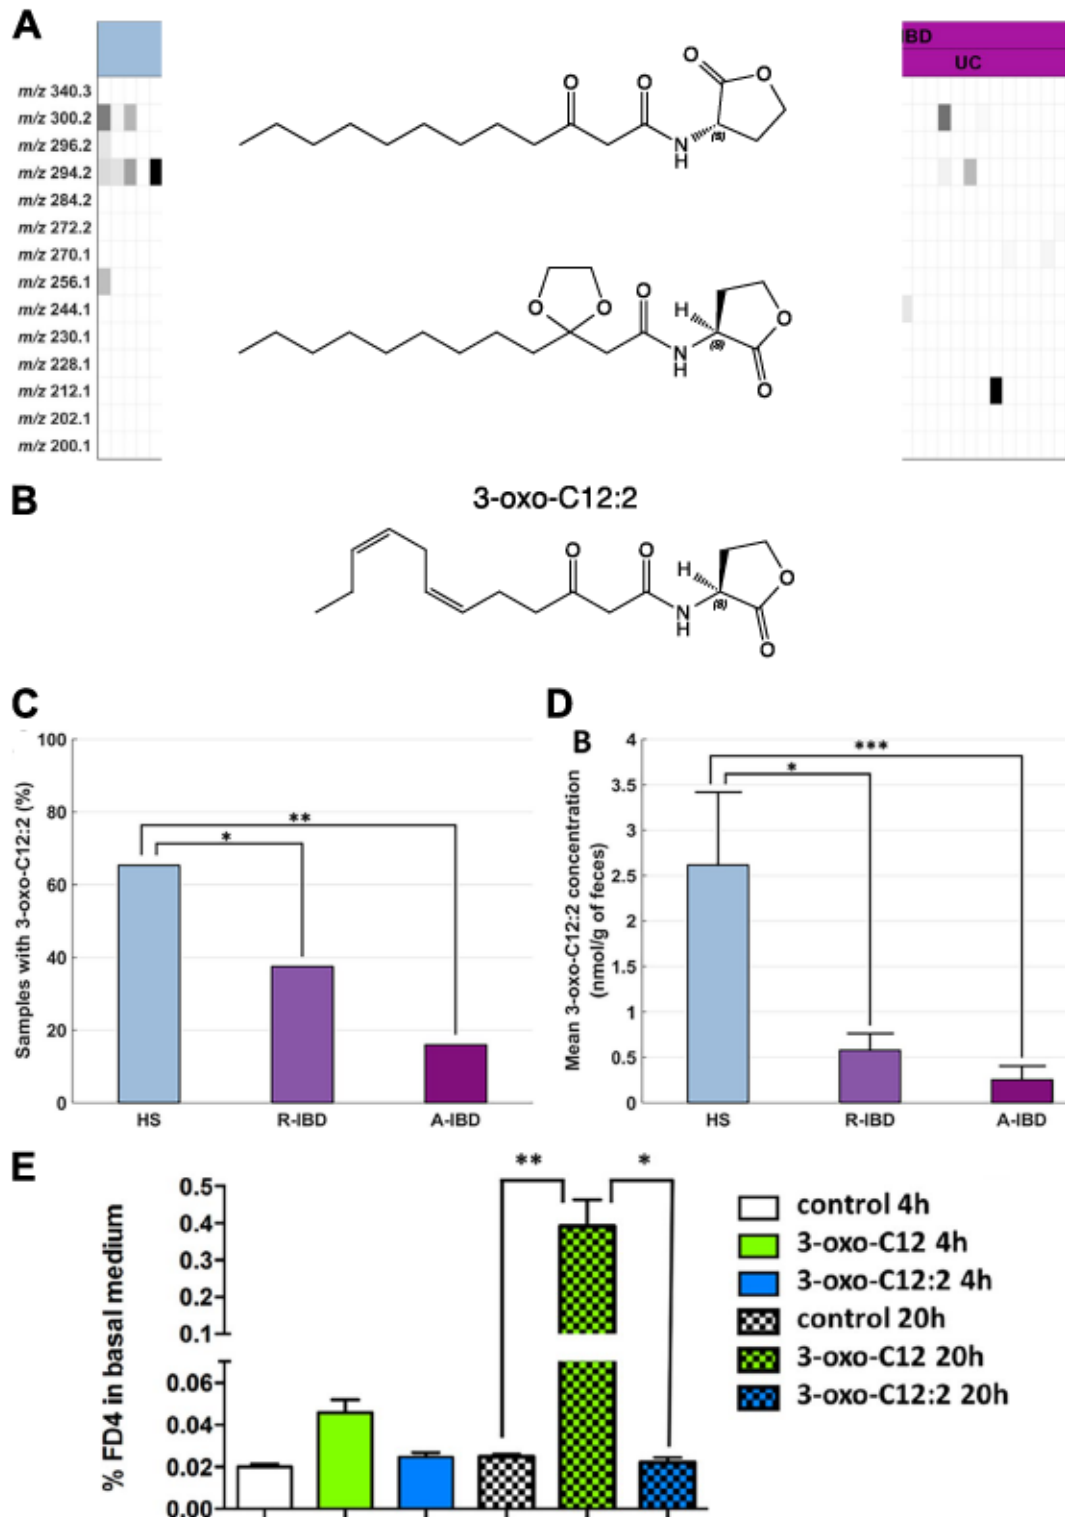 A
IBD
UC
m/z 340.3
m/z 300.2
m/z 296.2
m/z 294.2
m/z 284.2
m/z 272.2
m/z 270.1
m/z 256.1
m/z 244.1
m/z 230.1
m/z 228.1
m/z 212.1
m/z 202.1
m/z 200.1
O
O
O
O
N
H
(S)
O
O
O
H
O
N
H
(S)
O
B
3-oxo-C12:2
O
O
H
O
N
H
(S)
O
C
Samples with 3-oxo-C12:2 (%)
100
80
60
40
20
0
**
*
HS
R-IBD
A-IBD
D
B
Mean 3-oxo-C12:2 concentration
(nmol/g of feces)
4
3.5
3
2.5
2
1.5
1
0.5
0
***
*
HS
R-IBD
A-IBD
E
% FD4 in basal medium
0.5
0.4
0.3
0.2
0.1
0.06
0.04
0.02
0.00
**
*
control 4h
3-oxo-C12 4h
3-oxo-C12:2 4h
control 20h
3-oxo-C12 20h
3-oxo-C12:2 20h